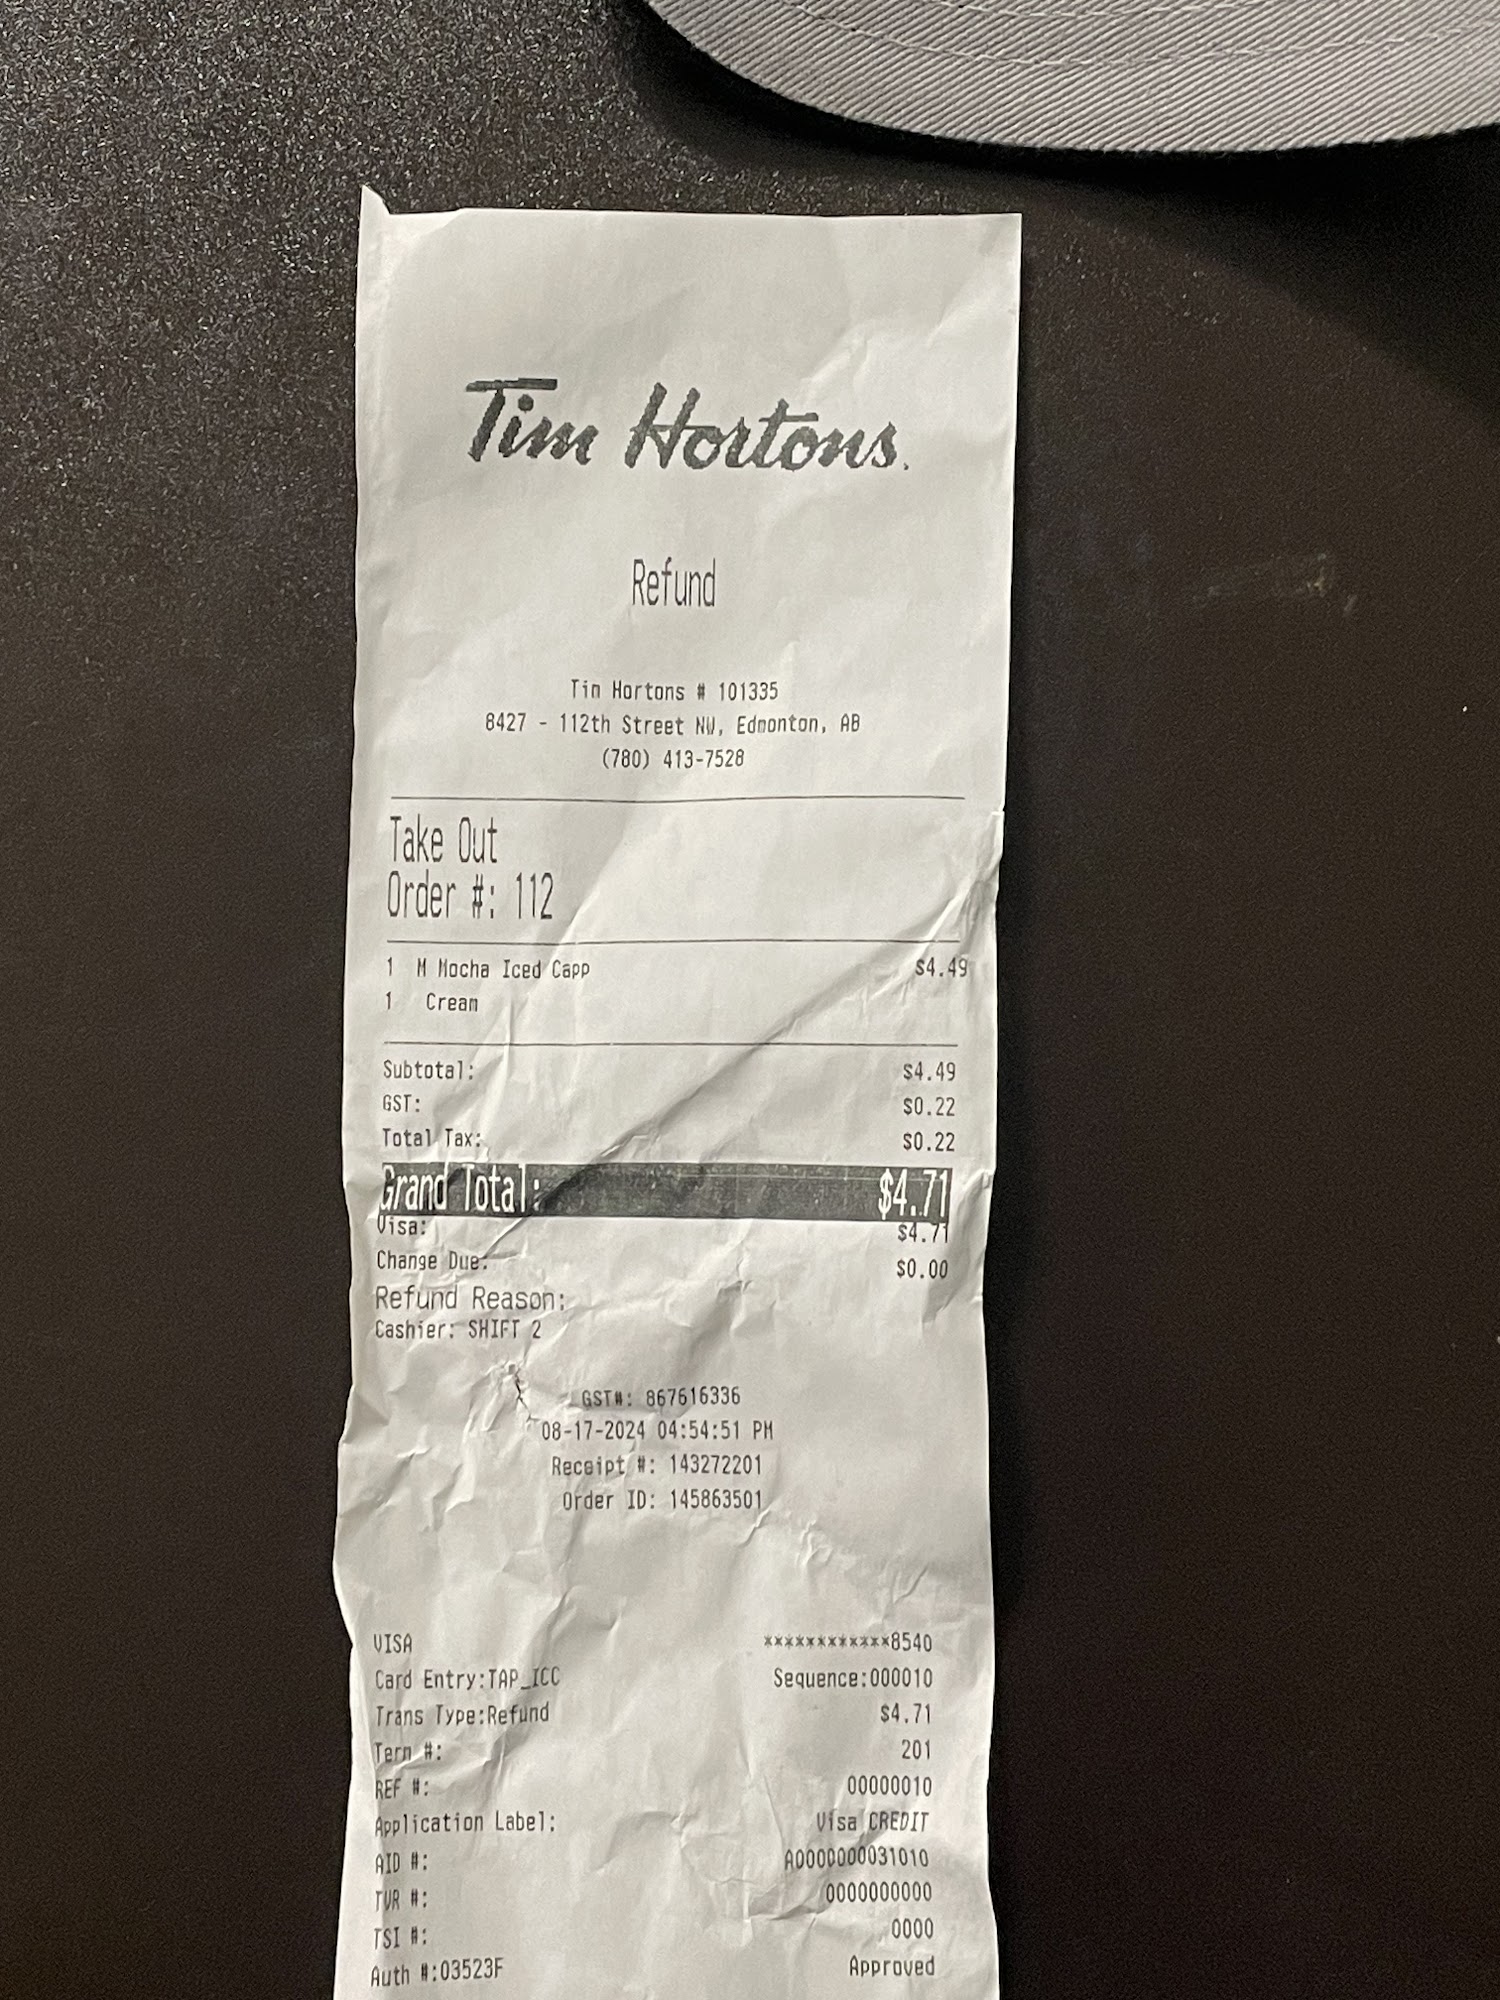 Tim Hortons.
Refund
Tim Hortons # 101335
8427 - 112th Street NW, Edmonton, AB
(780) 413-7528
Take Out
Order #: 112
1 M Mocha Iced Capp $4.49
1 Cream
Subtotal: $4.49
GST: $0.22
Total Tax: $0.22
Grand Total: $4.71
Visa: $4.71
Change Due: $0.00
Refund Reason:
Cashier: SHIFT 2
GST#: 867616336
08-17-2024 04:54:51 PM
Receipt #: 143272201
Order ID: 145863501
VISA ************8540
Card Entry:TAP_ICC Sequence:000010
Trans Type:Refund $4.71
Term #: 201
REF #: 00000010
Application Label: Visa CREDIT
AID #: A0000000031010
TVR #: 0000000000
TSI #: 0000
Auth #:03523F Approved